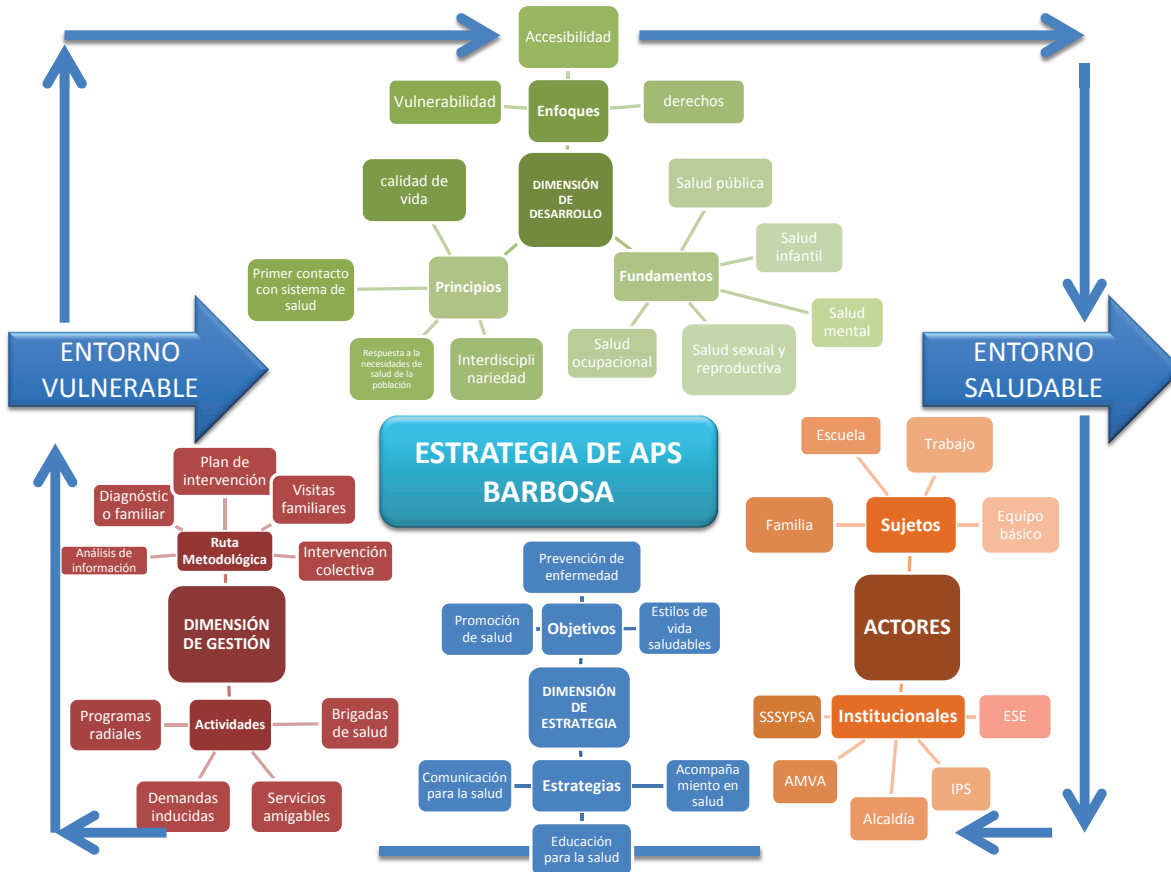 Accesibilidad
Vulnerabilidad
Enfoques
derechos
DIMENSIÓN
DE
DESARROLLO
calidad de
vida
Primer contacto
con sistema de
salud
Principios
Respuesta a la
necesidades de
salud de la
población
Interdiscipli
nariedad
Salud pública
Salud
infantil
Fundamentos
Salud
mental
Salud
ocupacional
Salud sexual y
reproductiva
ENTORNO
VULNERABLE
ENTORNO
SALUDABLE
ESTRATEGIA DE APS
BARBOSA
Plan de
intervención
Diagnóstic
o familiar
Visitas
familiares
Ruta
Metodológica
Análisis de
información
Intervención
colectiva
DIMENSIÓN
DE GESTIÓN
Programas
radiales
Actividades
Brigadas
de salud
Demandas
inducidas
Servicios
amigables
Prevención de
enfermedad
Promoción
de salud
Objetivos
Estilos de
vida
saludables
DIMENSIÓN
DE
ESTRATEGIA
Comunicación
para la salud
Estrategias
Acompaña
miento en
salud
Educación
para la salud
Escuela
Trabajo
Familia
Sujetos
Equipo
básico
ACTORES
SSSYPSA
Institucionales
ESE
AMVA
Alcaldía
IPS